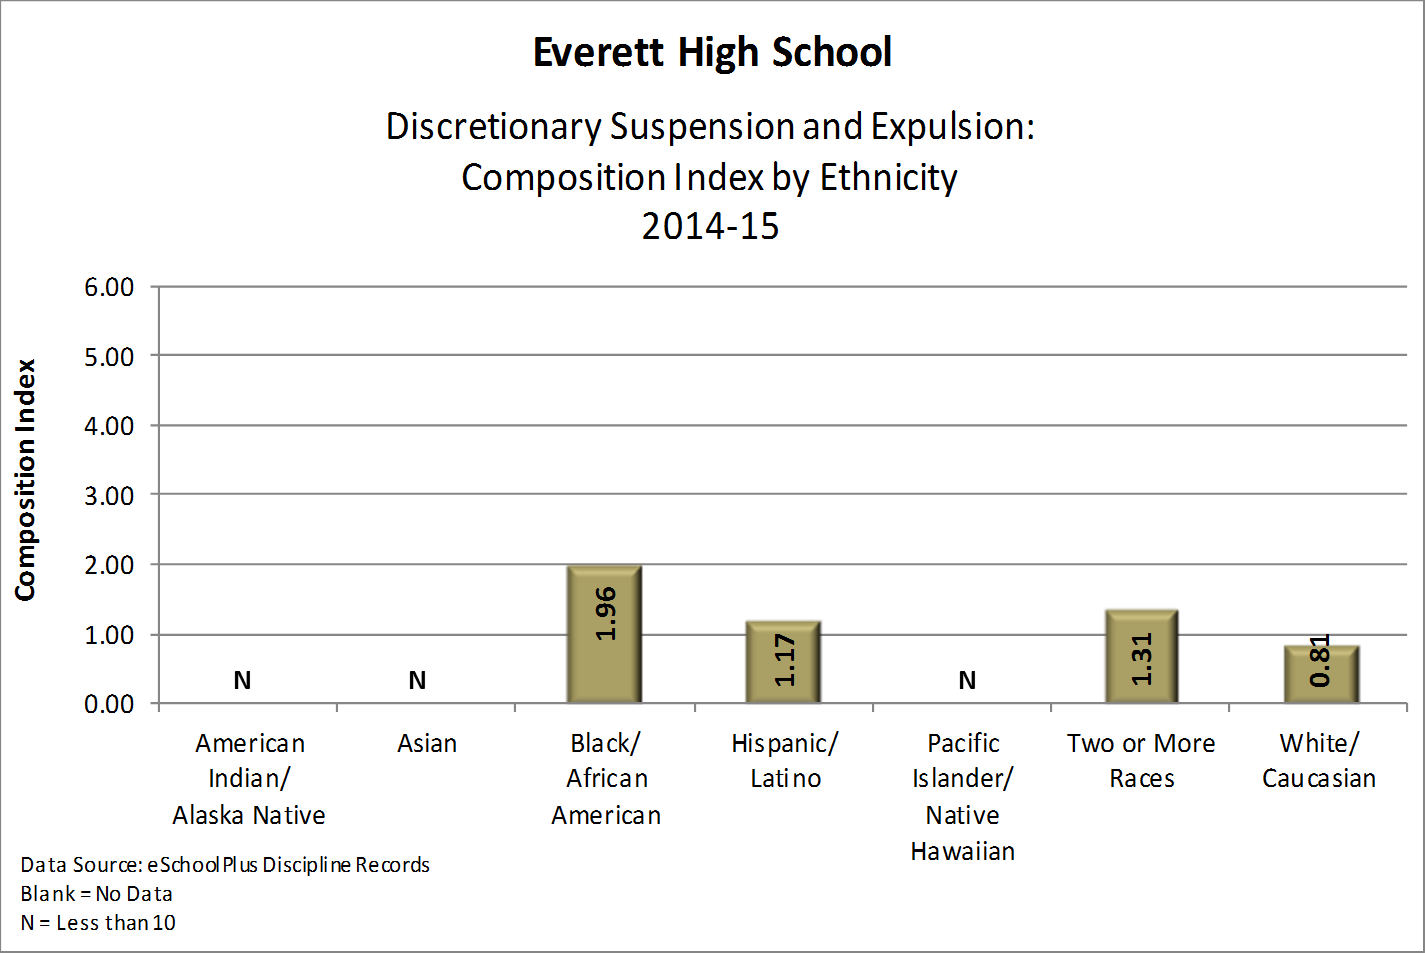 Everett High School
Discretionary Suspension and Expulsion:
Composition Index by Ethnicity
2014-15
Composition Index
6.00
5.00
4.00
3.00
2.00
1.00
0.00
N
N
1.96
1.17
N
1.31
0.81
American
Indian/
Alaska Native
Asian
Black/
African
American
Hispanic/
Latino
Pacific
Islander/
Native
Hawaiian
Two or More
Races
White/
Caucasian
Data Source: eSchoolPlus Discipline Records
Blank = No Data
N = Less than 10